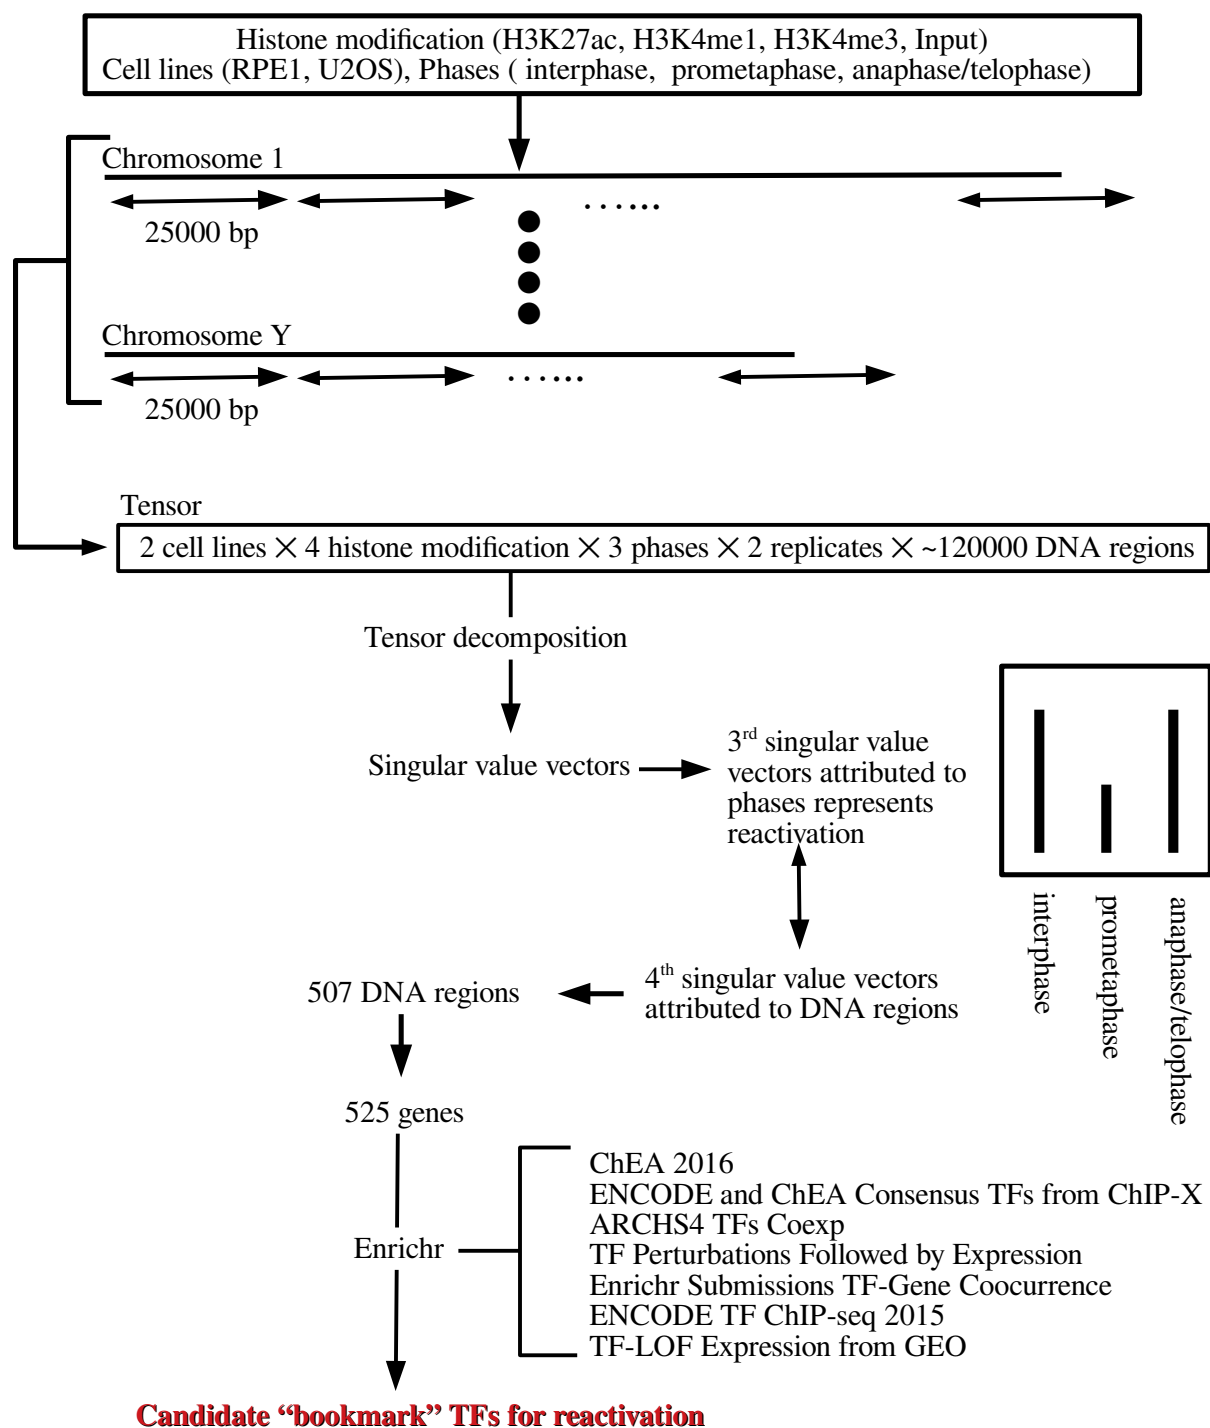 Histone modification (H3K27ac, H3K4me1, H3K4me3, Input)
Cell lines (RPE1, U2OS), Phases ( interphase, prometaphase, anaphase/telophase)
Chromosome 1
......
25000 bp
Chromosome Y
......
25000 bp
Tensor
2 cell lines × 4 histone modification × 3 phases × 2 replicates × ~120000 DNA regions
Tensor decomposition
Singular value vectors
3rd singular value
vectors attributed to
phases represents
reactivation
interphase
prometaphase
anaphase/telophase
4th singular value vectors
attributed to DNA regions
507 DNA regions
525 genes
Enrichr
ChEA 2016
ENCODE and ChEA Consensus TFs from ChIP-X
ARCHS4 TFs Coexp
TF Perturbations Followed by Expression
Enrichr Submissions TF-Gene Coocurrence
ENCODE TF ChIP-seq 2015
TF-LOF Expression from GEO
Candidate “bookmark” TFs for reactivation